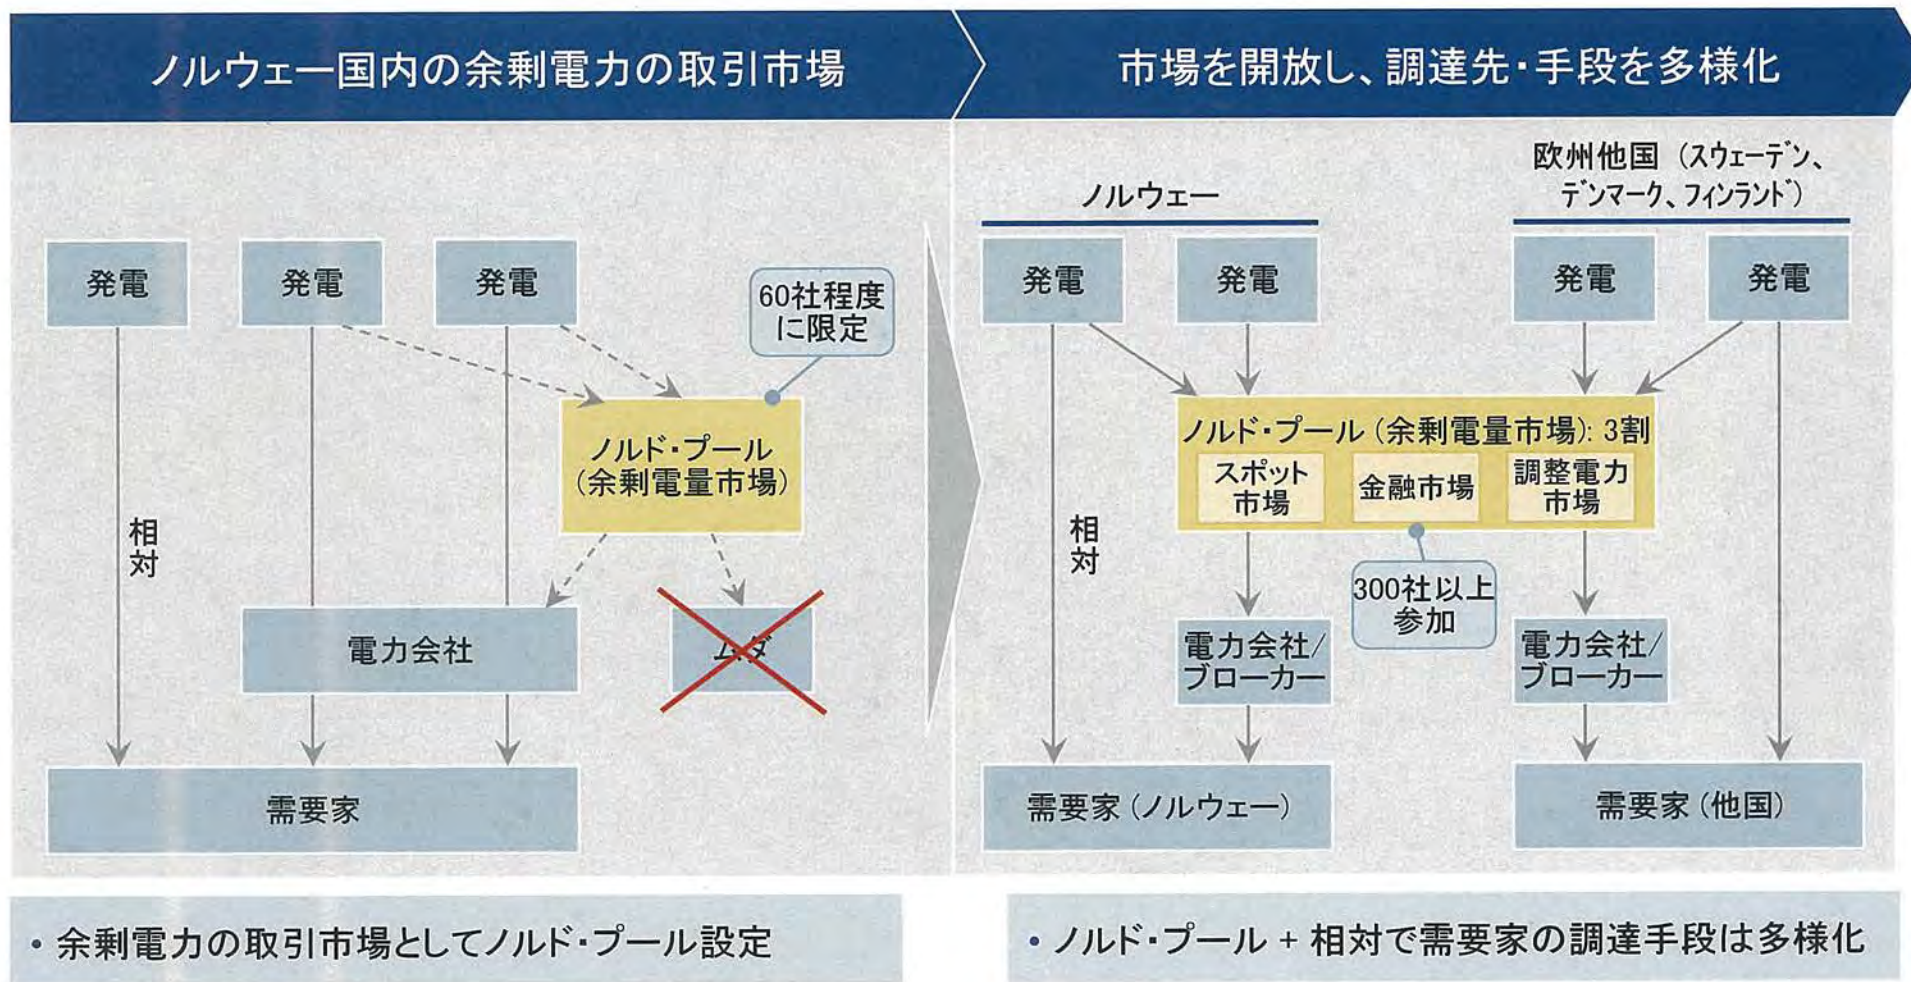 ノルウェー国内の余剰電力の取引市場
発電
発電
発電
60社程度
に限定
ノルド・プール
(余剰電量市場)
相
対
電力会社
ムダ
需要家
・余剰電力の取引市場としてノルド・プール設定
市場を開放し、調達先・手段を多様化
ノルウェー
欧州他国 (スウェーデン、
デンマーク、フィンランド)
発電
発電
発電
発電
ノルド・プール (余剰電量市場): 3割
スポット
市場
金融市場
調整電力
市場
相
対
300社以上
参加
電力会社/
ブローカー
電力会社/
ブローカー
需要家 (ノルウェー)
需要家 (他国)
・ノルド・プール + 相対で需要家の調達手段は多様化